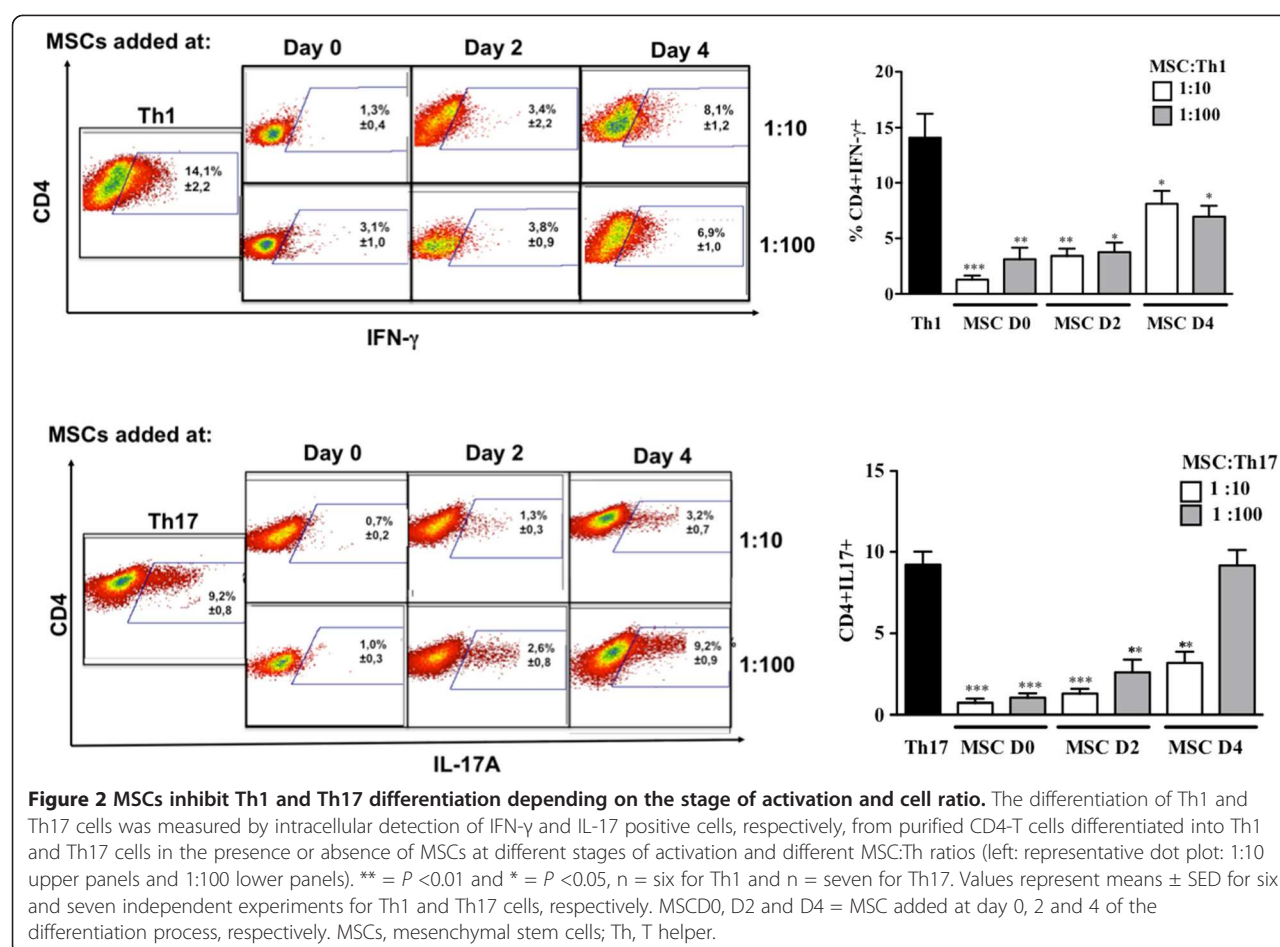 MSCs added at:
Day 0
Day 2
Day 4
Th1
14,1%
±2,2
1,3%
±0,4
3,4%
±2,2
8,1%
±1,2
1:10
3,1%
±1,0
3,8%
±0,9
6,9%
±1,0
1:100
CD4
IFN-γ
% CD4+IFN-γ+
20
15
10
5
0
MSC:Th1
1:10
1:100
***
**
**
*
*
*
Th1 MSC D0 MSC D2 MSC D4
MSCs added at:
Day 0
Day 2
Day 4
Th17
9,2%
±0,8
0,7%
±0,2
1,3%
±0,3
3,2%
±0,7
1:10
1,0%
±0,3
2,6%
±0,8
9,2%
±0,9
1:100
CD4
IL-17A
CD4+IL17+
15
10
5
0
MSC:Th17
1 :10
1 :100
***
***
***
**
**
Th17 MSC D0 MSC D2 MSC D4
Figure 2 MSCs inhibit Th1 and Th17 differentiation depending on the stage of activation and cell ratio. The differentiation of Th1 and
Th17 cells was measured by intracellular detection of IFN-γ and IL-17 positive cells, respectively, from purified CD4-T cells differentiated into Th1
and Th17 cells in the presence or absence of MSCs at different stages of activation and different MSC:Th ratios (left: representative dot plot: 1:10
upper panels and 1:100 lower panels). ** = P <0.01 and * = P <0.05, n = six for Th1 and n = seven for Th17. Values represent means ± SED for six
and seven independent experiments for Th1 and Th17 cells, respectively. MSCD0, D2 and D4 = MSC added at day 0, 2 and 4 of the
differentiation process, respectively. MSCs, mesenchymal stem cells; Th, T helper.